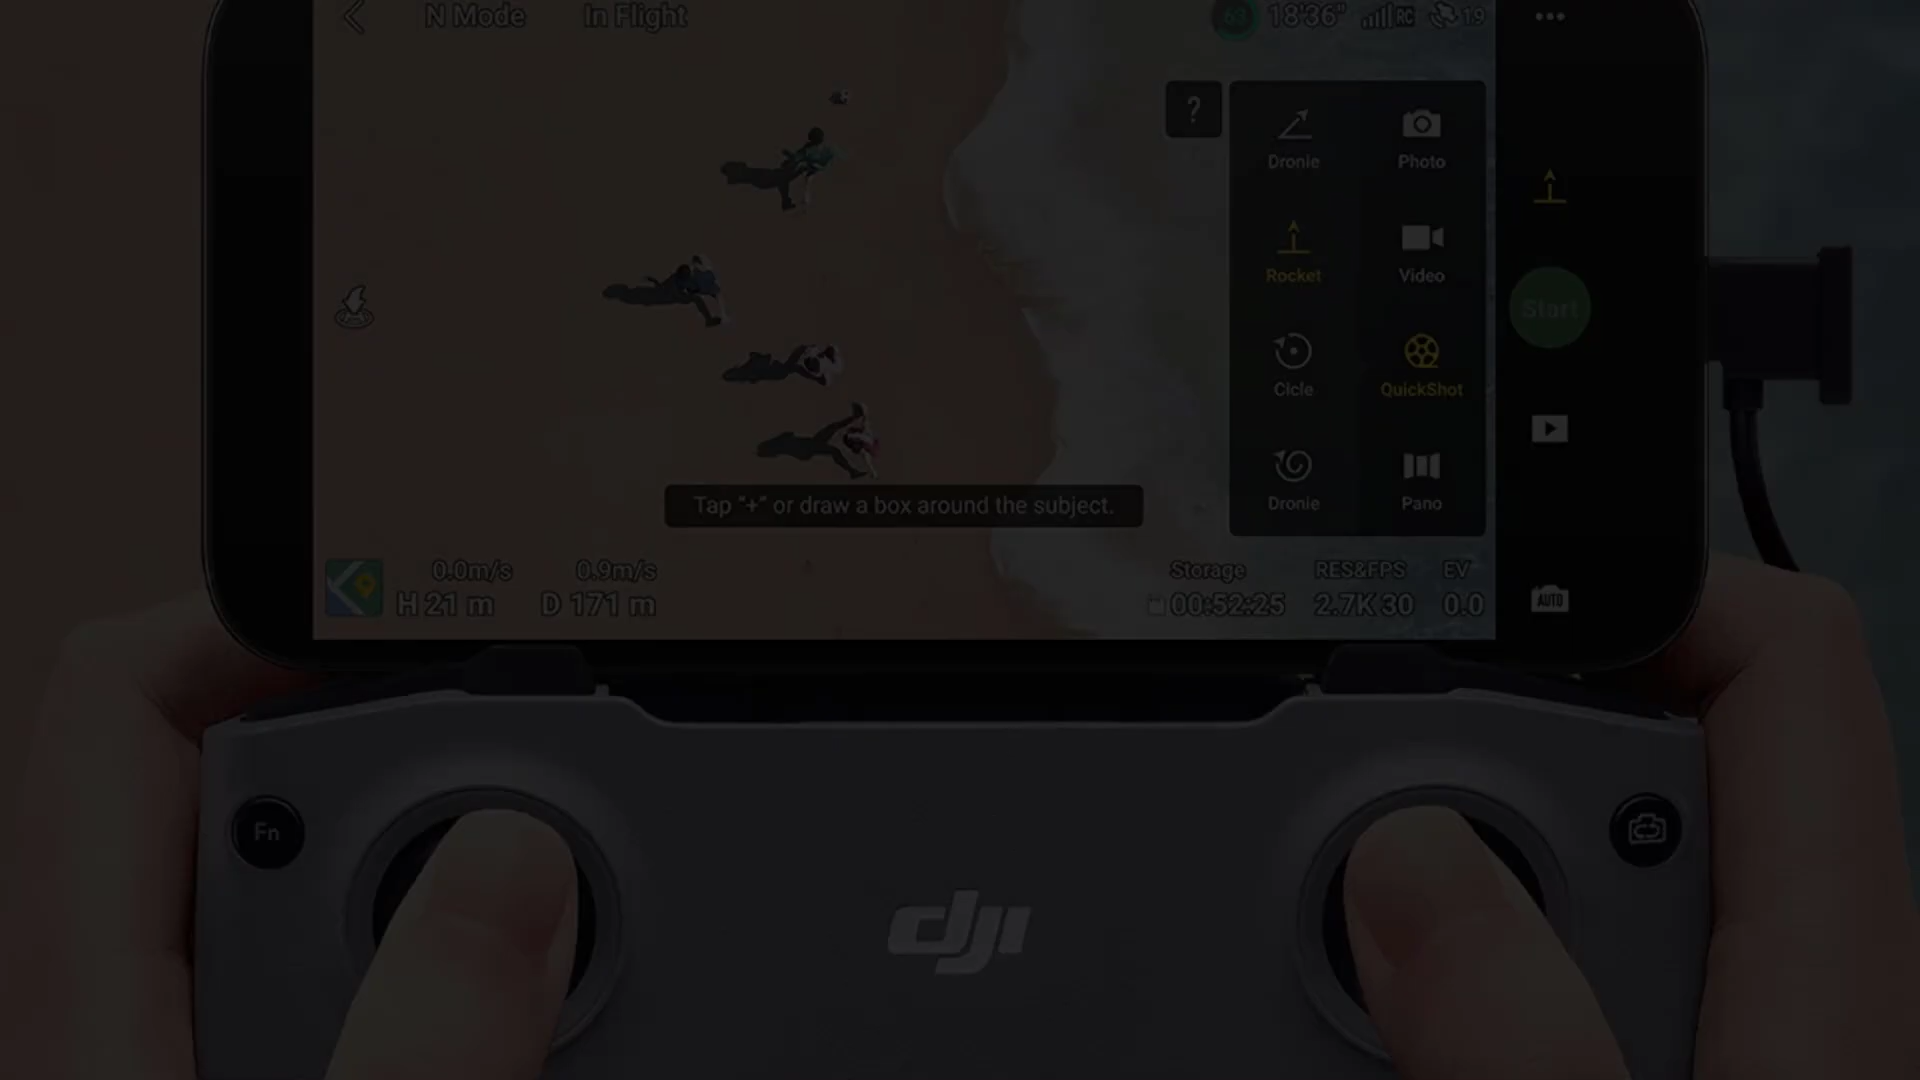 N Mode In Flight 63 18'36" RC 19
?
Dronie Photo
Rocket Video
Start
Cicle QuickShot
Dronie Pano
Tap "+" or draw a box around the subject.
0.0m/s 0.9m/s Storage RES&FPS EV
H 21 m D 171 m 00:52:25 2.7K 30 0.0
AUTO
Fn
dji